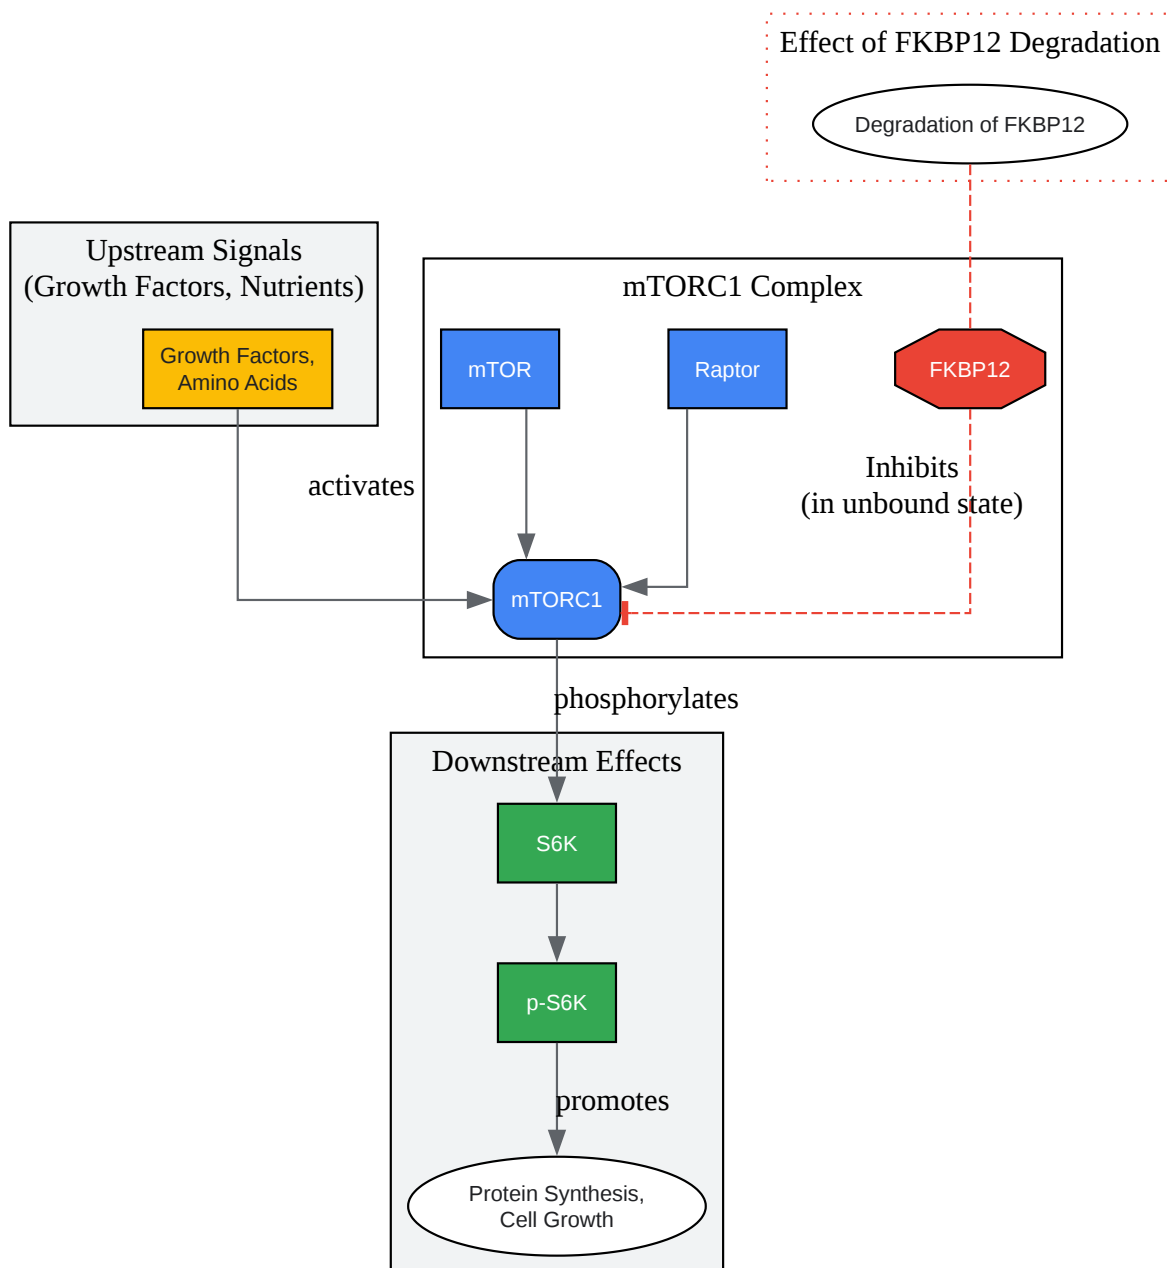 Effect of FKBP12 Degradation
Degradation of FKBP12
Upstream Signals
(Growth Factors, Nutrients)
Growth Factors,
Amino Acids
mTORC1 Complex
mTOR
Raptor
FKBP12
activates
Inhibits
(in unbound state)
mTORC1
phosphorylates
Downstream Effects
S6K
p-S6K
promotes
Protein Synthesis,
Cell Growth